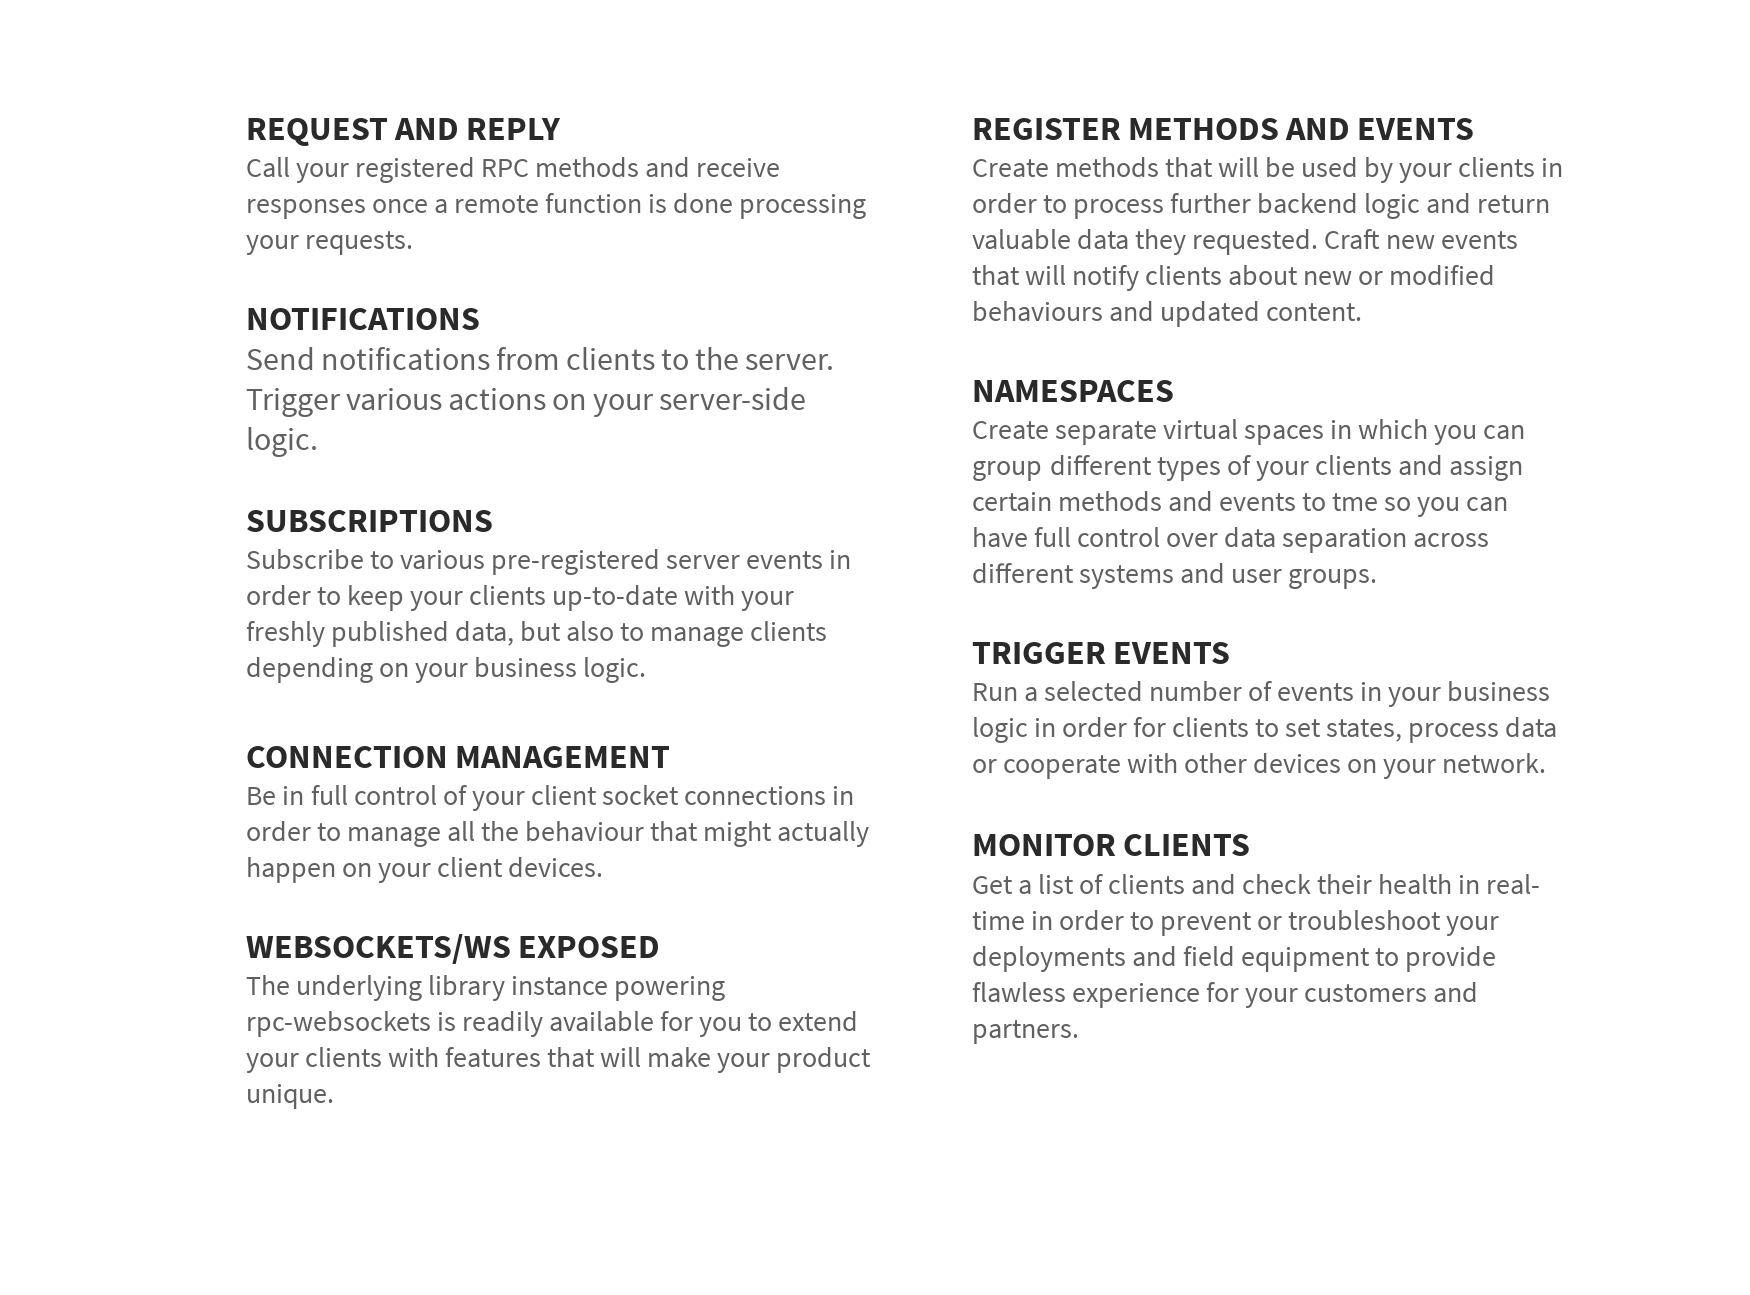 REQUEST AND REPLY
Call your registered RPC methods and receive
responses once a remote function is done processing
your requests.
NOTIFICATIONS
Send notifications from clients to the server.
Trigger various actions on your server-side
logic.
SUBSCRIPTIONS
Subscribe to various pre-registered server events in
order to keep your clients up-to-date with your
freshly published data, but also to manage clients
depending on your business logic.
CONNECTION MANAGEMENT
Be in full control of your client socket connections in
order to manage all the behaviour that might actually
happen on your client devices.
WEBSOCKETS/WS EXPOSED
The underlying library instance powering
rpc-websockets is readily available for you to extend
your clients with features that will make your product
unique.
REGISTER METHODS AND EVENTS
Create methods that will be used by your clients in
order to process further backend logic and return
valuable data they requested. Craft new events
that will notify clients about new or modified
behaviours and updated content.
NAMESPACES
Create separate virtual spaces in which you can
group different types of your clients and assign
certain methods and events to tme so you can
have full control over data separation across
different systems and user groups.
TRIGGER EVENTS
Run a selected number of events in your business
logic in order for clients to set states, process data
or cooperate with other devices on your network.
MONITOR CLIENTS
Get a list of clients and check their health in real-
time in order to prevent or troubleshoot your
deployments and field equipment to provide
flawless experience for your customers and
partners.